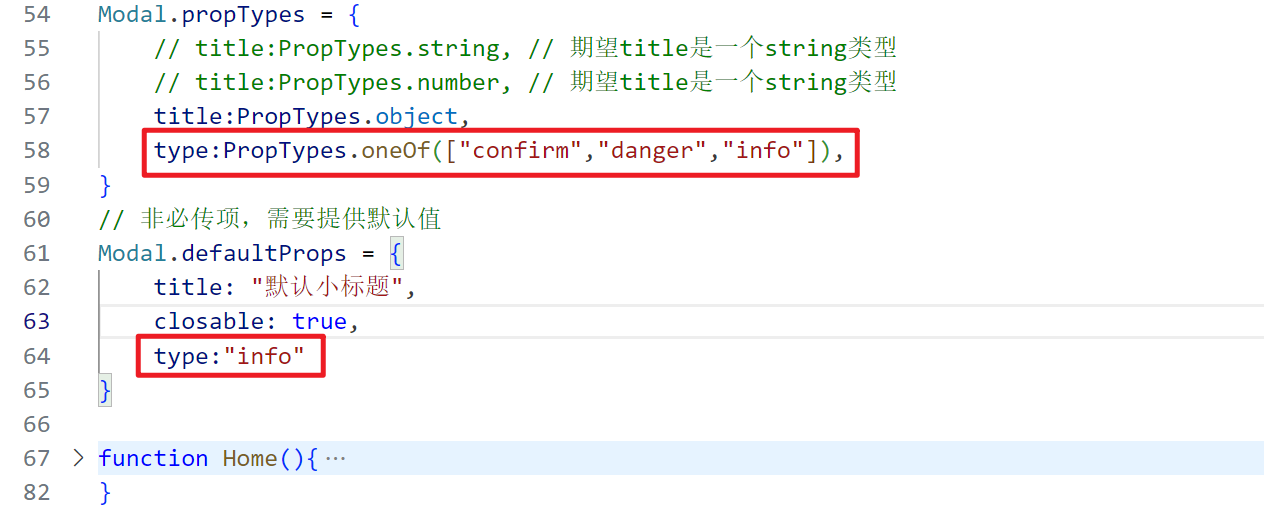 54 Modal.propTypes = {
55 // title:PropTypes.string, // 期望title是一个string类型
56 // title:PropTypes.number, // 期望title是一个string类型
57 title:PropTypes.object,
58 type:PropTypes.oneOf(["confirm","danger","info"]),
59 }
60 // 非必传项，需要提供默认值
61 Modal.defaultProps = {
62 title: "默认小标题",
63 closable: true,
64 type:"info"
65 }
66
67 > function Home(){⋯
82 }